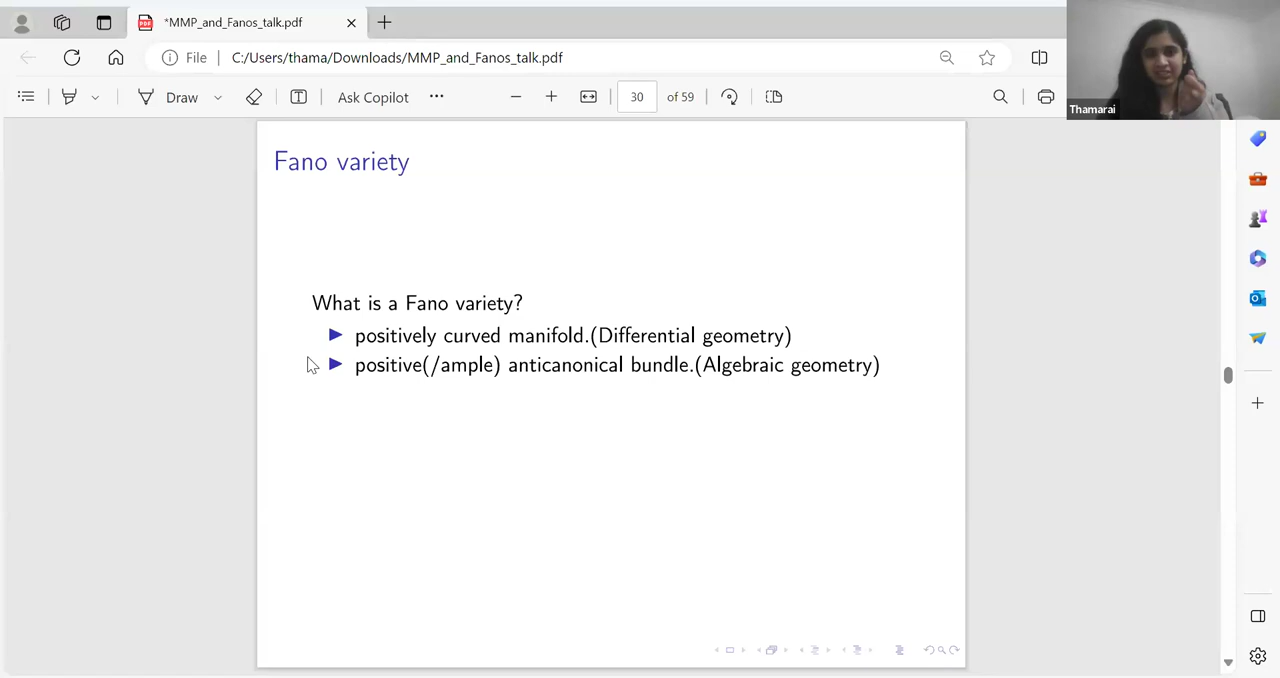 *MMP_and_Fanos_talk.pdf
File | C:/Users/thama/Downloads/MMP_and_Fanos_talk.pdf
Draw
Ask Copilot
30 of 59
Thamarai
Fano variety
What is a Fano variety?
positively curved manifold.(Differential geometry)
positive(/ample) anticanonical bundle.(Algebraic geometry)